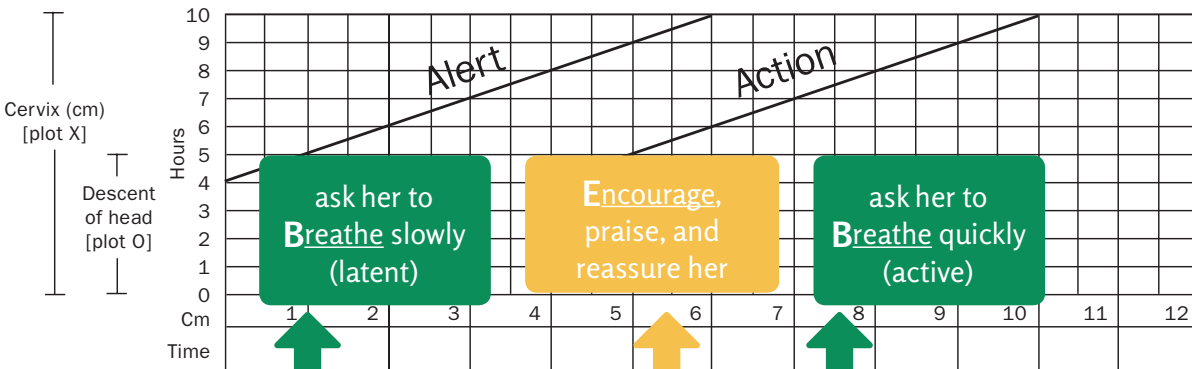 10
9
8
7
6
5
4
3
2
1
0
Hours
Cervix (cm)
[plot X]
Descent
of head
[plot O]
Alert
Action
ask her to
Breathe slowly
(latent)
Encourage,
praise, and
reassure her
ask her to
Breathe quickly
(active)
Cm 1 2 3 4 5 6 7 8 9 10 11 12
Time